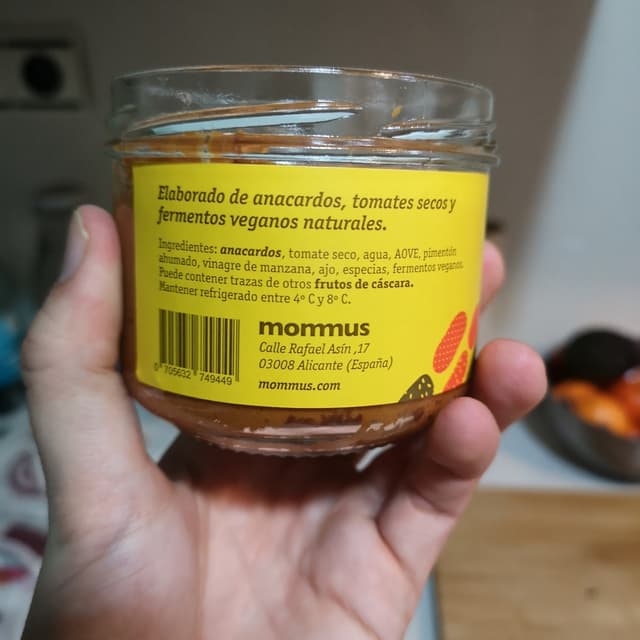 Elaborado de anacardos, tomates secos y
fermentos veganos naturales.
Ingredientes: anacardos, tomate seco, agua, AOVE, pimentón
ahumado, vinagre de manzana, ajo, especias, fermentos veganos.
Puede contener trazas de otros frutos de cáscara.
Mantener refrigerado entre 4º C y 8º C.
mommus
Calle Rafael Asín ,17
03008 Alicante (España)
mommus.com
0 705632 749449